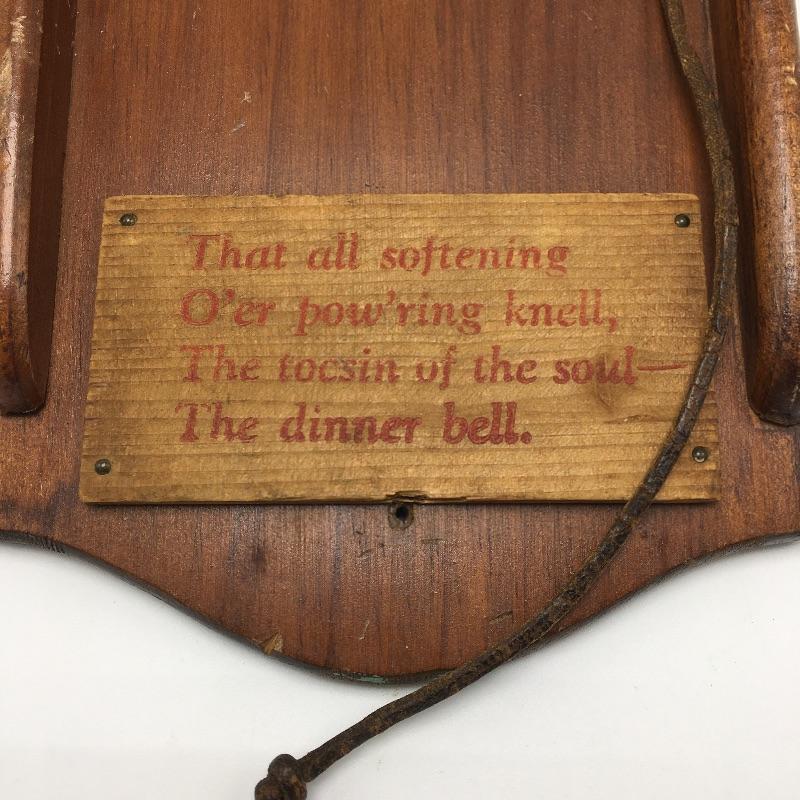 That all softening
O'er pow'ring knell,
The tocsin of the soul—
The dinner bell.